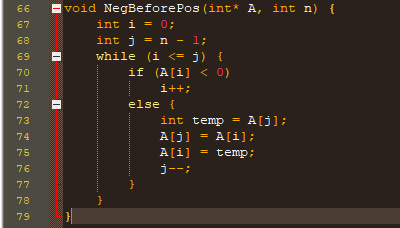 66 void NegBeforePos(int* A, int n) {
67 int i = 0;
68 int j = n - 1;
69 while (i <= j) {
70 if (A[i] < 0)
71 i++;
72 else {
73 int temp = A[j];
74 A[j] = A[i];
75 A[i] = temp;
76 j--;
77 }
78 }
79 }